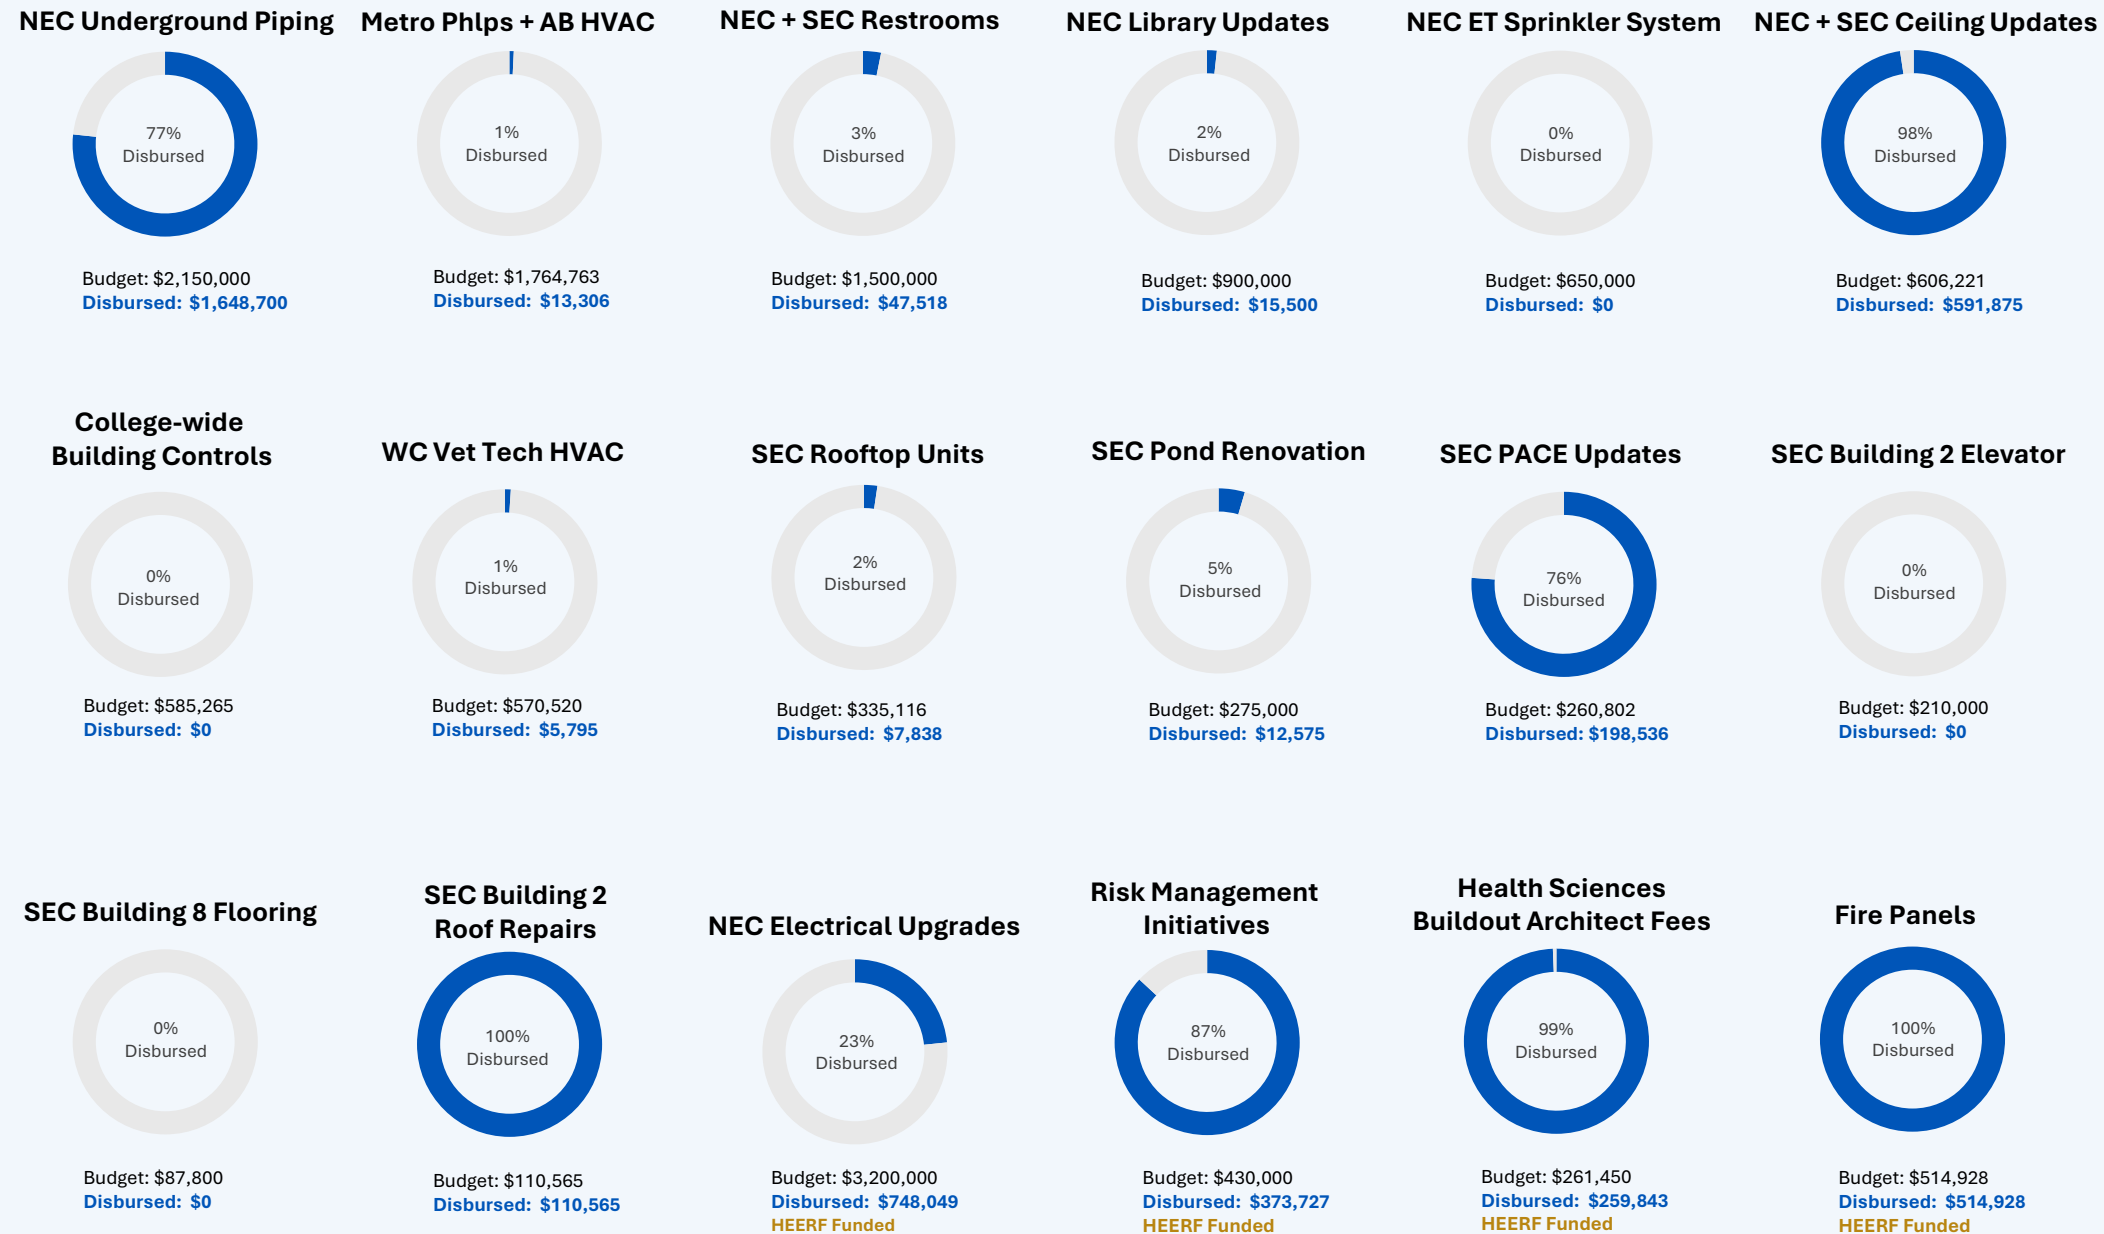 NEC Underground Piping
77%
Disbursed
Budget: $2,150,000
Disbursed: $1,648,700
Metro Phlps + AB HVAC
1%
Disbursed
Budget: $1,764,763
Disbursed: $13,306
NEC + SEC Restrooms
3%
Disbursed
Budget: $1,500,000
Disbursed: $47,518
NEC Library Updates
2%
Disbursed
Budget: $900,000
Disbursed: $15,500
NEC ET Sprinkler System
0%
Disbursed
Budget: $650,000
Disbursed: $0
NEC + SEC Ceiling Updates
98%
Disbursed
Budget: $606,221
Disbursed: $591,875
College-wide
Building Controls
0%
Disbursed
Budget: $585,265
Disbursed: $0
WC Vet Tech HVAC
1%
Disbursed
Budget: $570,520
Disbursed: $5,795
SEC Rooftop Units
2%
Disbursed
Budget: $335,116
Disbursed: $7,838
SEC Pond Renovation
5%
Disbursed
Budget: $275,000
Disbursed: $12,575
SEC PACE Updates
76%
Disbursed
Budget: $260,802
Disbursed: $198,536
SEC Building 2 Elevator
0%
Disbursed
Budget: $210,000
Disbursed: $0
SEC Building 8 Flooring
0%
Disbursed
Budget: $87,800
Disbursed: $0
SEC Building 2
Roof Repairs
100%
Disbursed
Budget: $110,565
Disbursed: $110,565
NEC Electrical Upgrades
23%
Disbursed
Budget: $3,200,000
Disbursed: $748,049
HEERF Funded
Risk Management
Initiatives
87%
Disbursed
Budget: $430,000
Disbursed: $373,727
HEERF Funded
Health Sciences
Buildout Architect Fees
99%
Disbursed
Budget: $261,450
Disbursed: $259,843
HEERF Funded
Fire Panels
100%
Disbursed
Budget: $514,928
Disbursed: $514,928
HEERF Funded